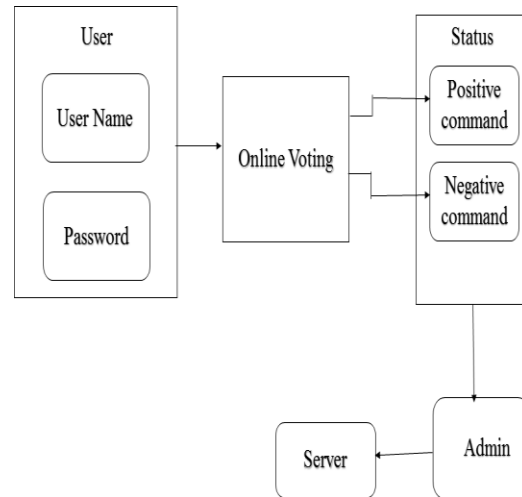 User
User Name
Password
Online Voting
Status
Positive
command
Negative
command
Admin
Server